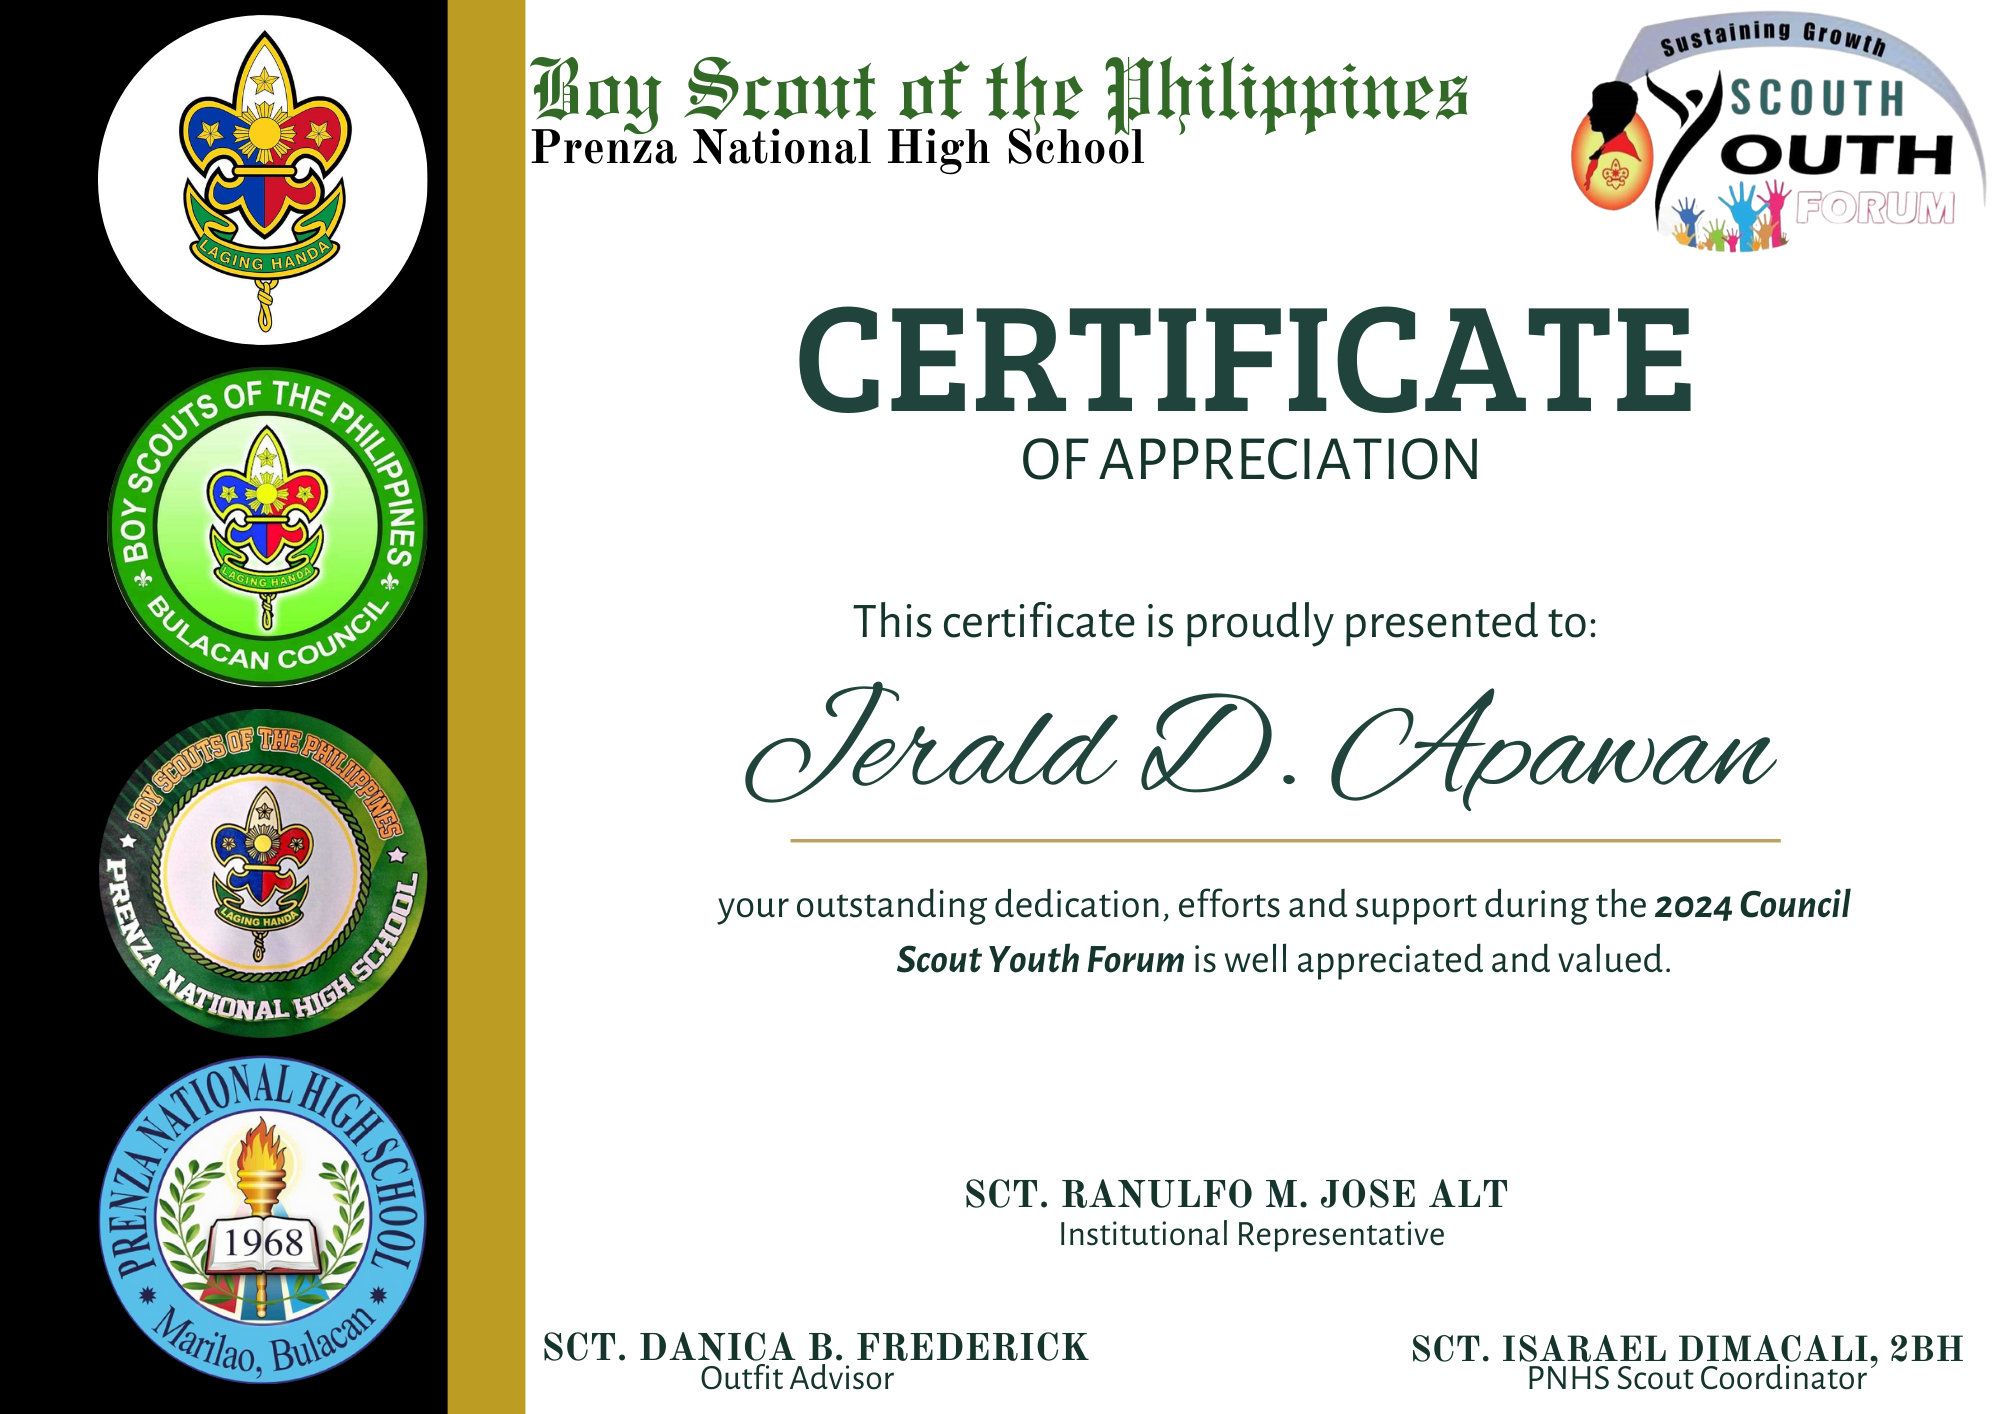 Boy Scout of the Philippines
Prenza National High School
Sustaining Growth
SCOUTH
YOUTH
FORUM
LAGING HANDA
BOY SCOUTS OF THE PHILIPPINES
LAGING HANDA
BULACAN COUNCIL
BOY SCOUTS OF THE PHILIPPINES
LAGING HANDA
PRENZA NATIONAL HIGH SCHOOL
PRENZA NATIONAL HIGH SCHOOL
1968
Marilao, Bulacan
CERTIFICATE
OF APPRECIATION
This certificate is proudly presented to:
Jerald D. Apawan
your outstanding dedication, efforts and support during the 2024 Council
Scout Youth Forum is well appreciated and valued.
SCT. RANULFO M. JOSE ALT
Institutional Representative
SCT. DANICA B. FREDERICK
Outfit Advisor
SCT. ISARAEL DIMACALI, 2BH
PNHS Scout Coordinator